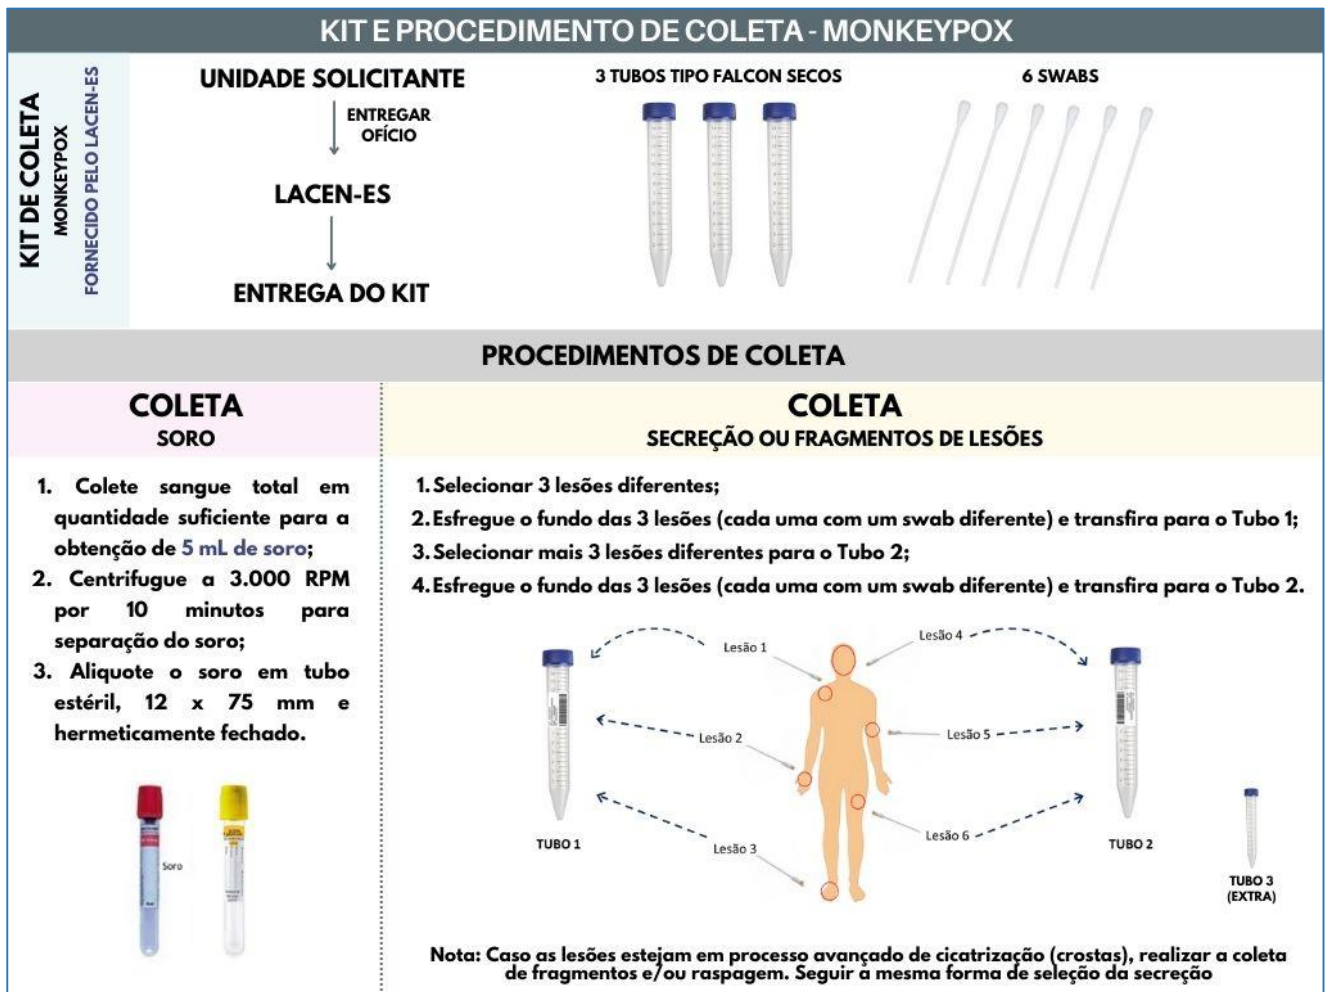 KIT E PROCEDIMENTO DE COLETA - MONKEYPOX
KIT DE COLETA
MONKEYPOX
FORNECIDO PELO LACEN-ES
UNIDADE SOLICITANTE
ENTREGAR
OFÍCIO
LACEN-ES
ENTREGA DO KIT
3 TUBOS TIPO FALCON SECOS
6 SWABS
PROCEDIMENTOS DE COLETA
COLETA
SORO
1. Colete sangue total em
quantidade suficiente para a
obtenção de 5 mL de soro;
2. Centrifugue a 3.000 RPM
por 10 minutos para
separação do soro;
3. Aliquote o soro em tubo
estéril, 12 x 75 mm e
hermeticamente fechado.
Soro
COLETA
SECREÇÃO OU FRAGMENTOS DE LESÕES
1. Selecionar 3 lesões diferentes;
2. Esfregue o fundo das 3 lesões (cada uma com um swab diferente) e transfira para o Tubo 1;
3. Selecionar mais 3 lesões diferentes para o Tubo 2;
4. Esfregue o fundo das 3 lesões (cada uma com um swab diferente) e transfira para o Tubo 2.
Lesão 1
Lesão 2
Lesão 3
TUBO 1
Lesão 4
Lesão 5
Lesão 6
TUBO 2
TUBO 3
(EXTRA)
Nota: Caso as lesões estejam em processo avançado de cicatrização (crostas), realizar a coleta
de fragmentos e/ou raspagem. Seguir a mesma forma de seleção da secreção